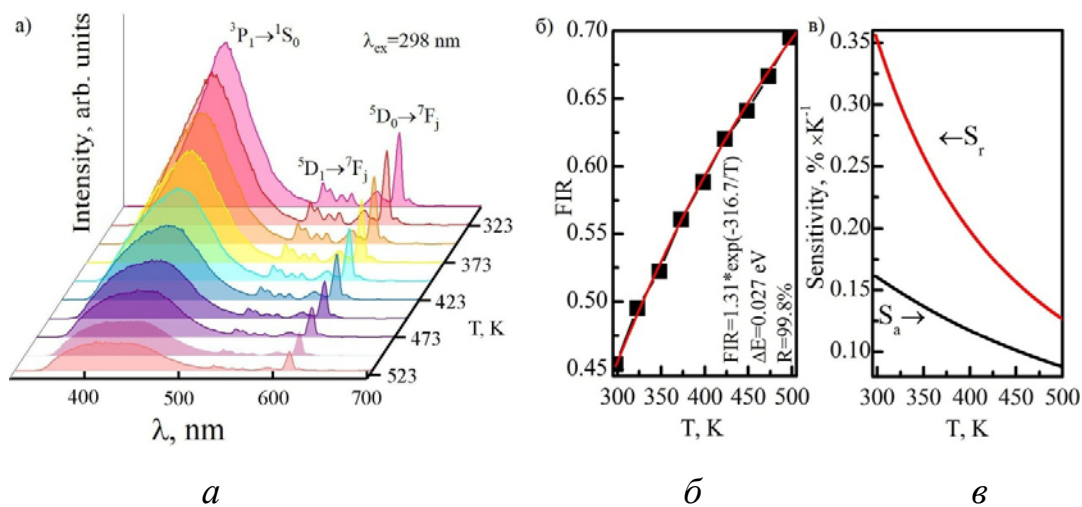 а)
³P₁→¹S₀
λex=298 nm
⁵D₀→⁷Fj
⁵D₁→⁷Fj
Intensity, arb. units
323
373
423
473
523
T, K
400
500
600
700
λ, nm
а
б)
0.70
0.65
0.60
0.55
0.50
0.45
FIR
FIR=1.31*exp(-316.7/T)
ΔE=0.027 eV
R=99.8%
300 350 400 450 500
T, K
б
в)
0.35
0.30
0.25
0.20
0.15
0.10
Sensitivity, % ×K⁻¹
←Sr
Sa→
300 350 400 450 500
T, K
в